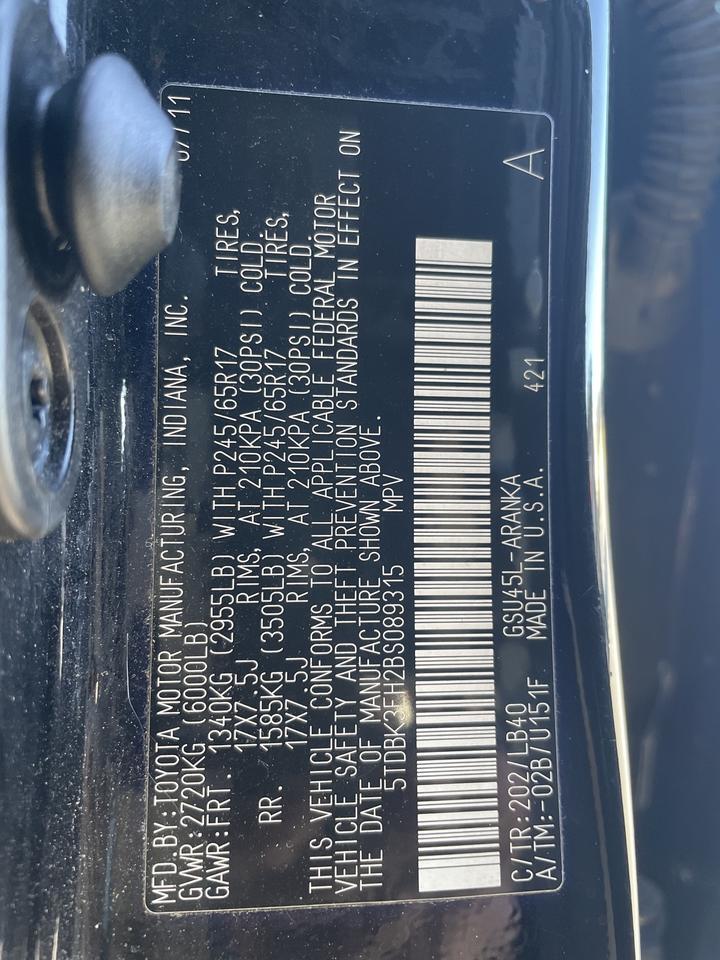 MFD.BY:TOYOTA MOTOR MANUFACTURING, INDIANA, INC. 07/11
GVWR:2720KG (6000LB)
GAWR:FRT. 1340KG (2955LB) WITH P245/65R17 TIRES,
17X7.5J RIMS, AT 210KPA (30PSI) COLD.
RR. 1585KG (3505LB) WITH P245/65R17 TIRES,
17X7.5J RIMS, AT 210KPA (30PSI) COLD.
THIS VEHICLE CONFORMS TO ALL APPLICABLE FEDERAL MOTOR
VEHICLE SAFETY AND THEFT PREVENTION STANDARDS IN EFFECT ON
THE DATE OF MANUFACTURE SHOWN ABOVE.
5TDBK3EH2BS089315 MPV
C/TR:202/LB40 GSU45L-ARANKA A
A/TM:-02B/U151F MADE IN U.S.A. 421